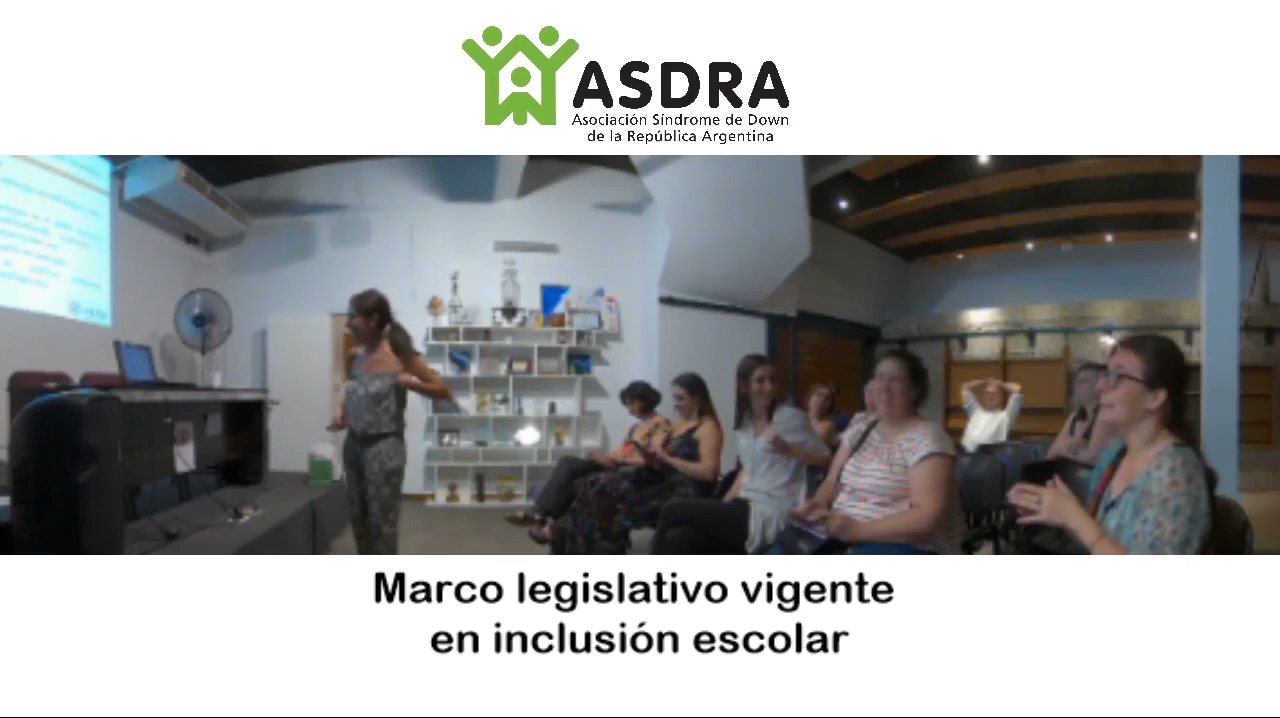 ASDRA
Asociación Síndrome de Down
de la República Argentina
Marco legislativo vigente
en inclusión escolar